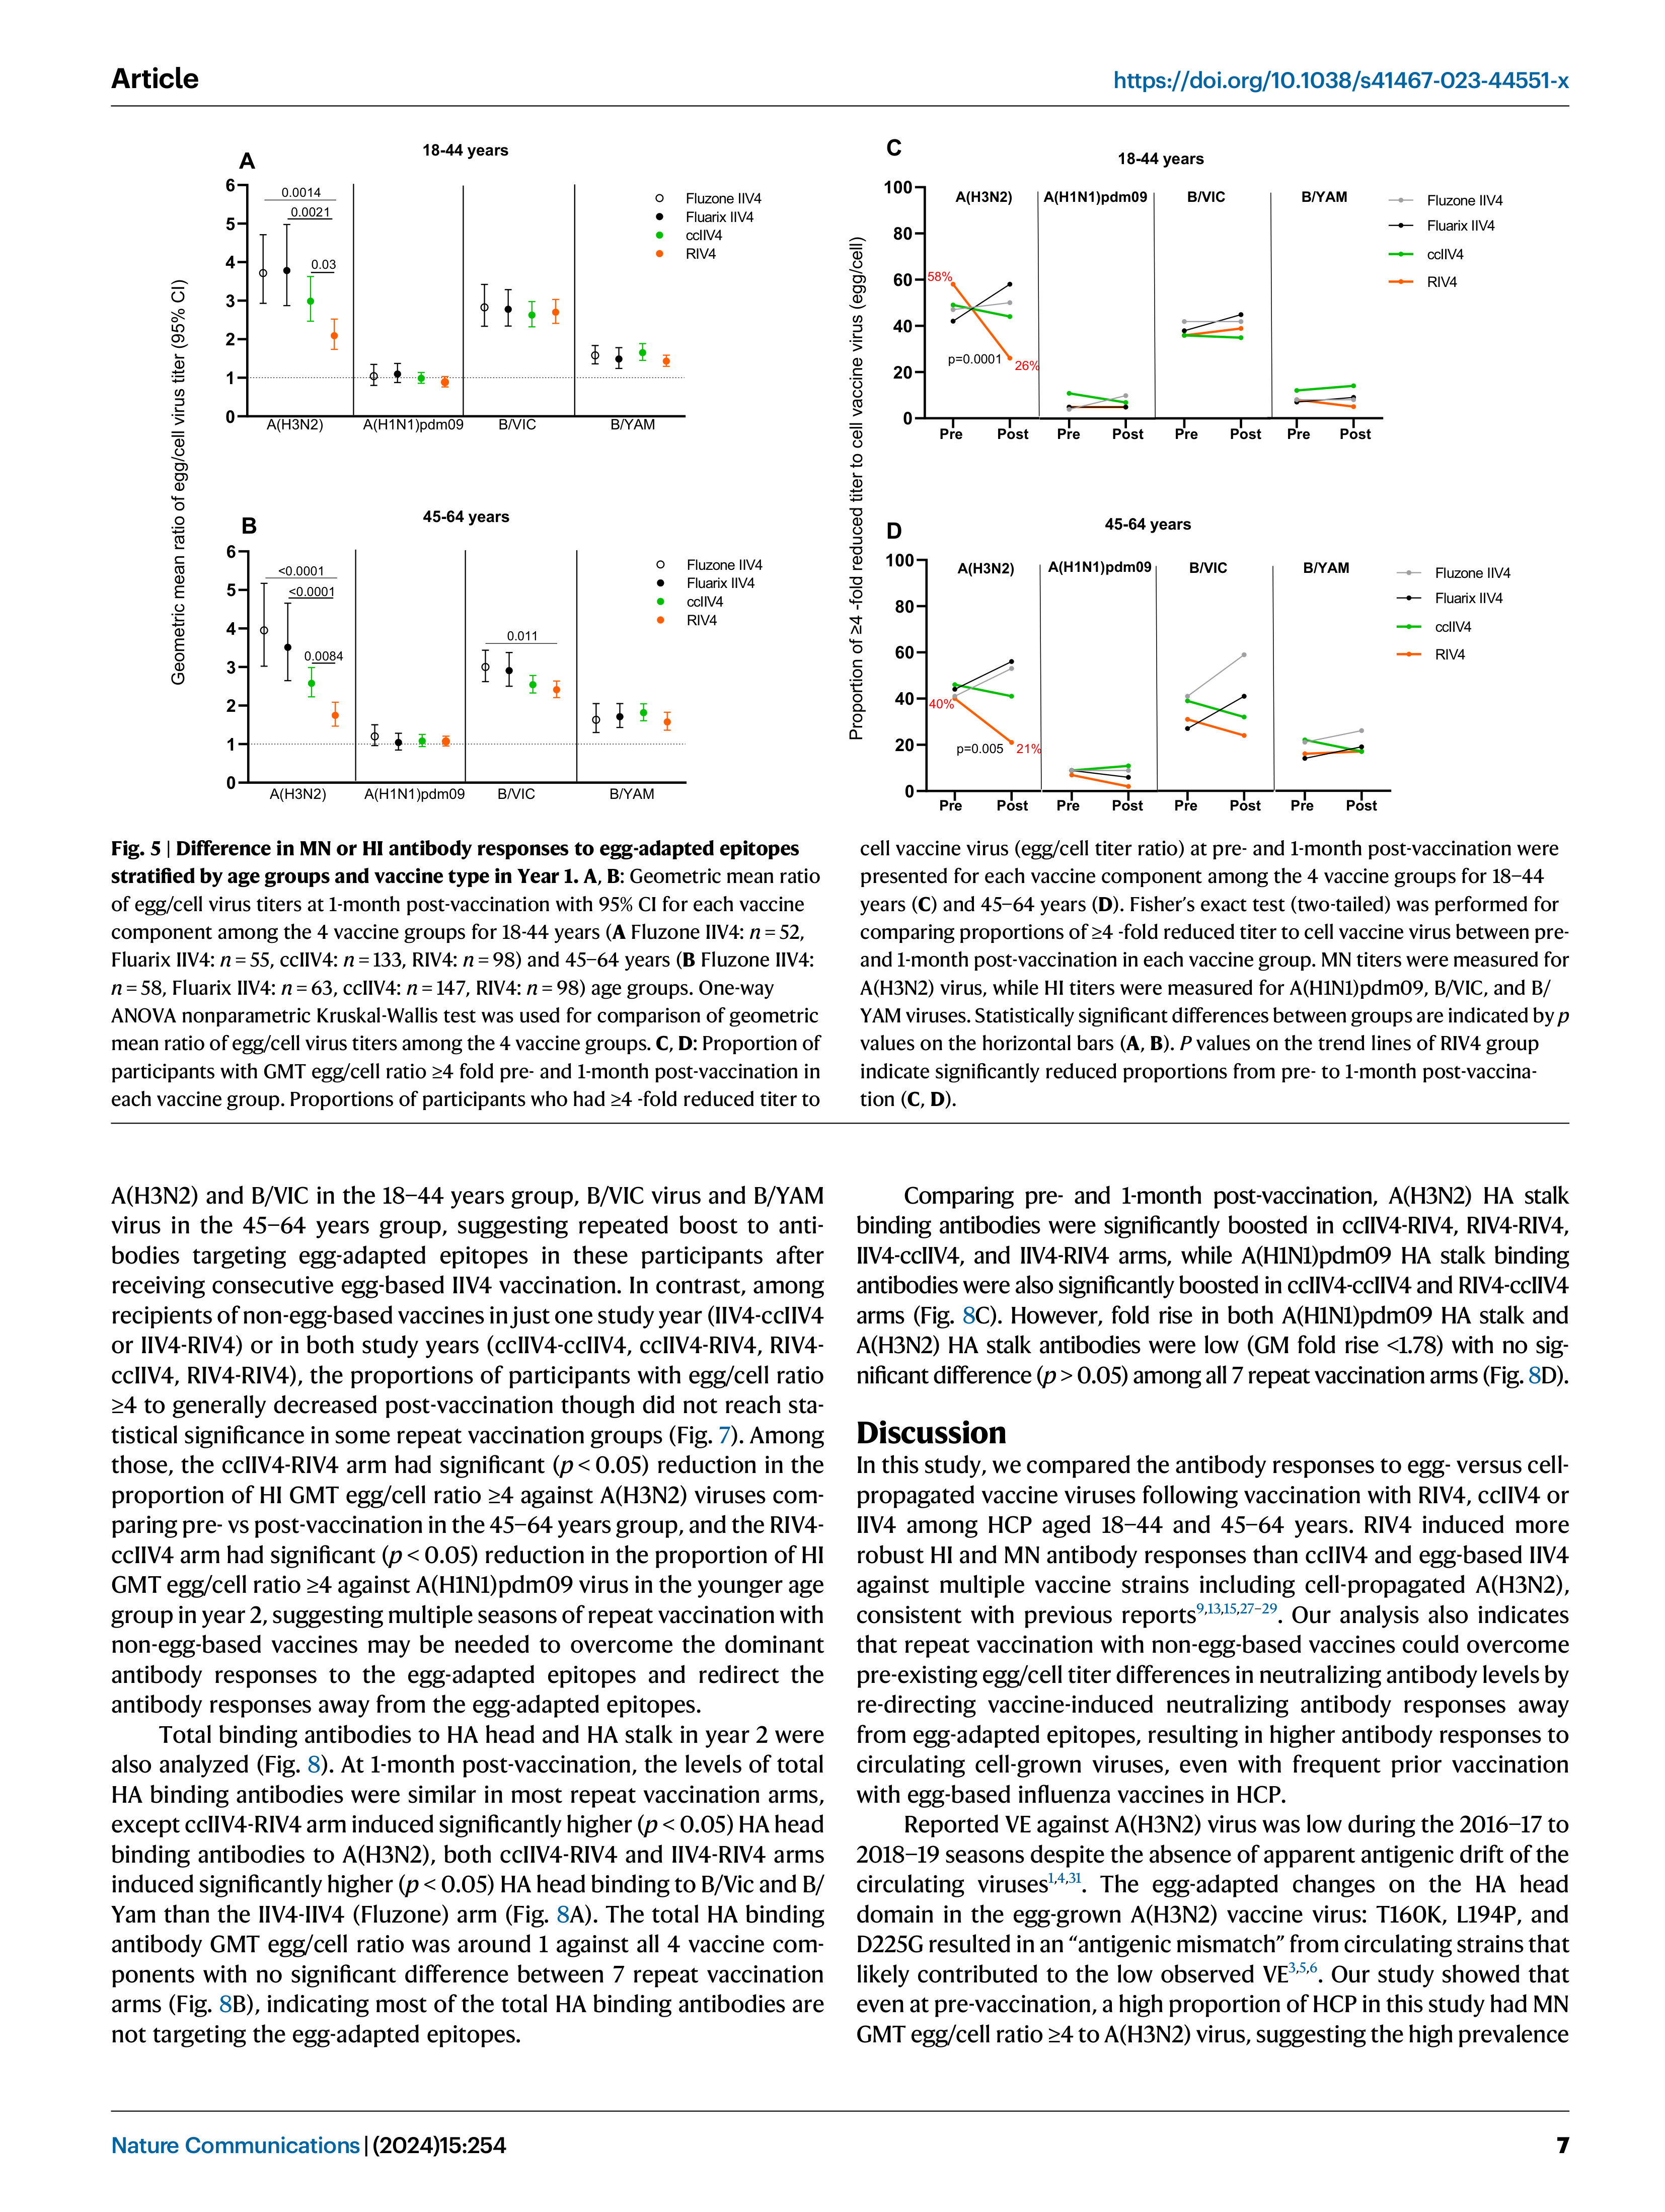 Article
https://doi.org/10.1038/s41467-023-44551-x
Geometric mean ratio of egg/cell virus titer (95% CI)
A
18-44 years
6
5
4
3
2
1
0
0.0014
0.0021
0.03
A(H3N2)
A(H1N1)pdm09
B/VIC
B/YAM
Fluzone IIV4
Fluarix IIV4
ccIIV4
RIV4
B
45-64 years
6
5
4
3
2
1
0
<0.0001
<0.0001
0.0084
0.011
A(H3N2)
A(H1N1)pdm09
B/VIC
B/YAM
Fluzone IIV4
Fluarix IIV4
ccIIV4
RIV4
Proportion of ≥4 -fold reduced titer to cell vaccine virus (egg/cell)
C
18-44 years
100
80
60
40
20
0
A(H3N2)
A(H1N1)pdm09
B/VIC
B/YAM
58%
p=0.0001
26%
Pre Post Pre Post Pre Post Pre Post
Fluzone IIV4
Fluarix IIV4
ccIIV4
RIV4
D
45-64 years
100
80
60
40
20
0
A(H3N2)
A(H1N1)pdm09
B/VIC
B/YAM
40%
p=0.005
21%
Pre Post Pre Post Pre Post Pre Post
Fluzone IIV4
Fluarix IIV4
ccIIV4
RIV4
Fig. 5 | Difference in MN or HI antibody responses to egg-adapted epitopes
stratified by age groups and vaccine type in Year 1. A, B: Geometric mean ratio
of egg/cell virus titers at 1-month post-vaccination with 95% CI for each vaccine
component among the 4 vaccine groups for 18-44 years (A Fluzone IIV4: n = 52,
Fluarix IIV4: n = 55, ccIIV4: n = 133, RIV4: n = 98) and 45–64 years (B Fluzone IIV4:
n = 58, Fluarix IIV4: n = 63, ccIIV4: n = 147, RIV4: n = 98) age groups. One-way
ANOVA nonparametric Kruskal-Wallis test was used for comparison of geometric
mean ratio of egg/cell virus titers among the 4 vaccine groups. C, D: Proportion of
participants with GMT egg/cell ratio ≥4 fold pre- and 1-month post-vaccination in
each vaccine group. Proportions of participants who had ≥4 -fold reduced titer to
cell vaccine virus (egg/cell titer ratio) at pre- and 1-month post-vaccination were
presented for each vaccine component among the 4 vaccine groups for 18–44
years (C) and 45–64 years (D). Fisher's exact test (two-tailed) was performed for
comparing proportions of ≥4 -fold reduced titer to cell vaccine virus between pre-
and 1-month post-vaccination in each vaccine group. MN titers were measured for
A(H3N2) virus, while HI titers were measured for A(H1N1)pdm09, B/VIC, and B/
YAM viruses. Statistically significant differences between groups are indicated by p
values on the horizontal bars (A, B). P values on the trend lines of RIV4 group
indicate significantly reduced proportions from pre- to 1-month post-vaccina-
tion (C, D).
A(H3N2) and B/VIC in the 18–44 years group, B/VIC virus and B/YAM
virus in the 45–64 years group, suggesting repeated boost to anti-
bodies targeting egg-adapted epitopes in these participants after
receiving consecutive egg-based IIV4 vaccination. In contrast, among
recipients of non-egg-based vaccines in just one study year (IIV4-ccIIV4
or IIV4-RIV4) or in both study years (ccIIV4-ccIIV4, ccIIV4-RIV4, RIV4-
ccIIV4, RIV4-RIV4), the proportions of participants with egg/cell ratio
≥4 to generally decreased post-vaccination though did not reach sta-
tistical significance in some repeat vaccination groups (Fig. 7). Among
those, the ccIIV4-RIV4 arm had significant (p < 0.05) reduction in the
proportion of HI GMT egg/cell ratio ≥4 against A(H3N2) viruses com-
paring pre- vs post-vaccination in the 45–64 years group, and the RIV4-
ccIIV4 arm had significant (p < 0.05) reduction in the proportion of HI
GMT egg/cell ratio ≥4 against A(H1N1)pdm09 virus in the younger age
group in year 2, suggesting multiple seasons of repeat vaccination with
non-egg-based vaccines may be needed to overcome the dominant
antibody responses to the egg-adapted epitopes and redirect the
antibody responses away from the egg-adapted epitopes.
Total binding antibodies to HA head and HA stalk in year 2 were
also analyzed (Fig. 8). At 1-month post-vaccination, the levels of total
HA binding antibodies were similar in most repeat vaccination arms,
except ccIIV4-RIV4 arm induced significantly higher (p < 0.05) HA head
binding antibodies to A(H3N2), both ccIIV4-RIV4 and IIV4-RIV4 arms
induced significantly higher (p < 0.05) HA head binding to B/Vic and B/
Yam than the IIV4-IIV4 (Fluzone) arm (Fig. 8A). The total HA binding
antibody GMT egg/cell ratio was around 1 against all 4 vaccine com-
ponents with no significant difference between 7 repeat vaccination
arms (Fig. 8B), indicating most of the total HA binding antibodies are
not targeting the egg-adapted epitopes.
Comparing pre- and 1-month post-vaccination, A(H3N2) HA stalk
binding antibodies were significantly boosted in ccIIV4-RIV4, RIV4-RIV4,
IIV4-ccIIV4, and IIV4-RIV4 arms, while A(H1N1)pdm09 HA stalk binding
antibodies were also significantly boosted in ccIIV4-ccIIV4 and RIV4-ccIIV4
arms (Fig. 8C). However, fold rise in both A(H1N1)pdm09 HA stalk and
A(H3N2) HA stalk antibodies were low (GM fold rise <1.78) with no sig-
nificant difference (p > 0.05) among all 7 repeat vaccination arms (Fig. 8D).
Discussion
In this study, we compared the antibody responses to egg- versus cell-
propagated vaccine viruses following vaccination with RIV4, ccIIV4 or
IIV4 among HCP aged 18–44 and 45–64 years. RIV4 induced more
robust HI and MN antibody responses than ccIIV4 and egg-based IIV4
against multiple vaccine strains including cell-propagated A(H3N2),
consistent with previous reports9,13,15,27–29. Our analysis also indicates
that repeat vaccination with non-egg-based vaccines could overcome
pre-existing egg/cell titer differences in neutralizing antibody levels by
re-directing vaccine-induced neutralizing antibody responses away
from egg-adapted epitopes, resulting in higher antibody responses to
circulating cell-grown viruses, even with frequent prior vaccination
with egg-based influenza vaccines in HCP.
Reported VE against A(H3N2) virus was low during the 2016–17 to
2018–19 seasons despite the absence of apparent antigenic drift of the
circulating viruses1,4,31. The egg-adapted changes on the HA head
domain in the egg-grown A(H3N2) vaccine virus: T160K, L194P, and
D225G resulted in an “antigenic mismatch” from circulating strains that
likely contributed to the low observed VE3,5,6. Our study showed that
even at pre-vaccination, a high proportion of HCP in this study had MN
GMT egg/cell ratio ≥4 to A(H3N2) virus, suggesting the high prevalence
Nature Communications | (2024)15:254
7